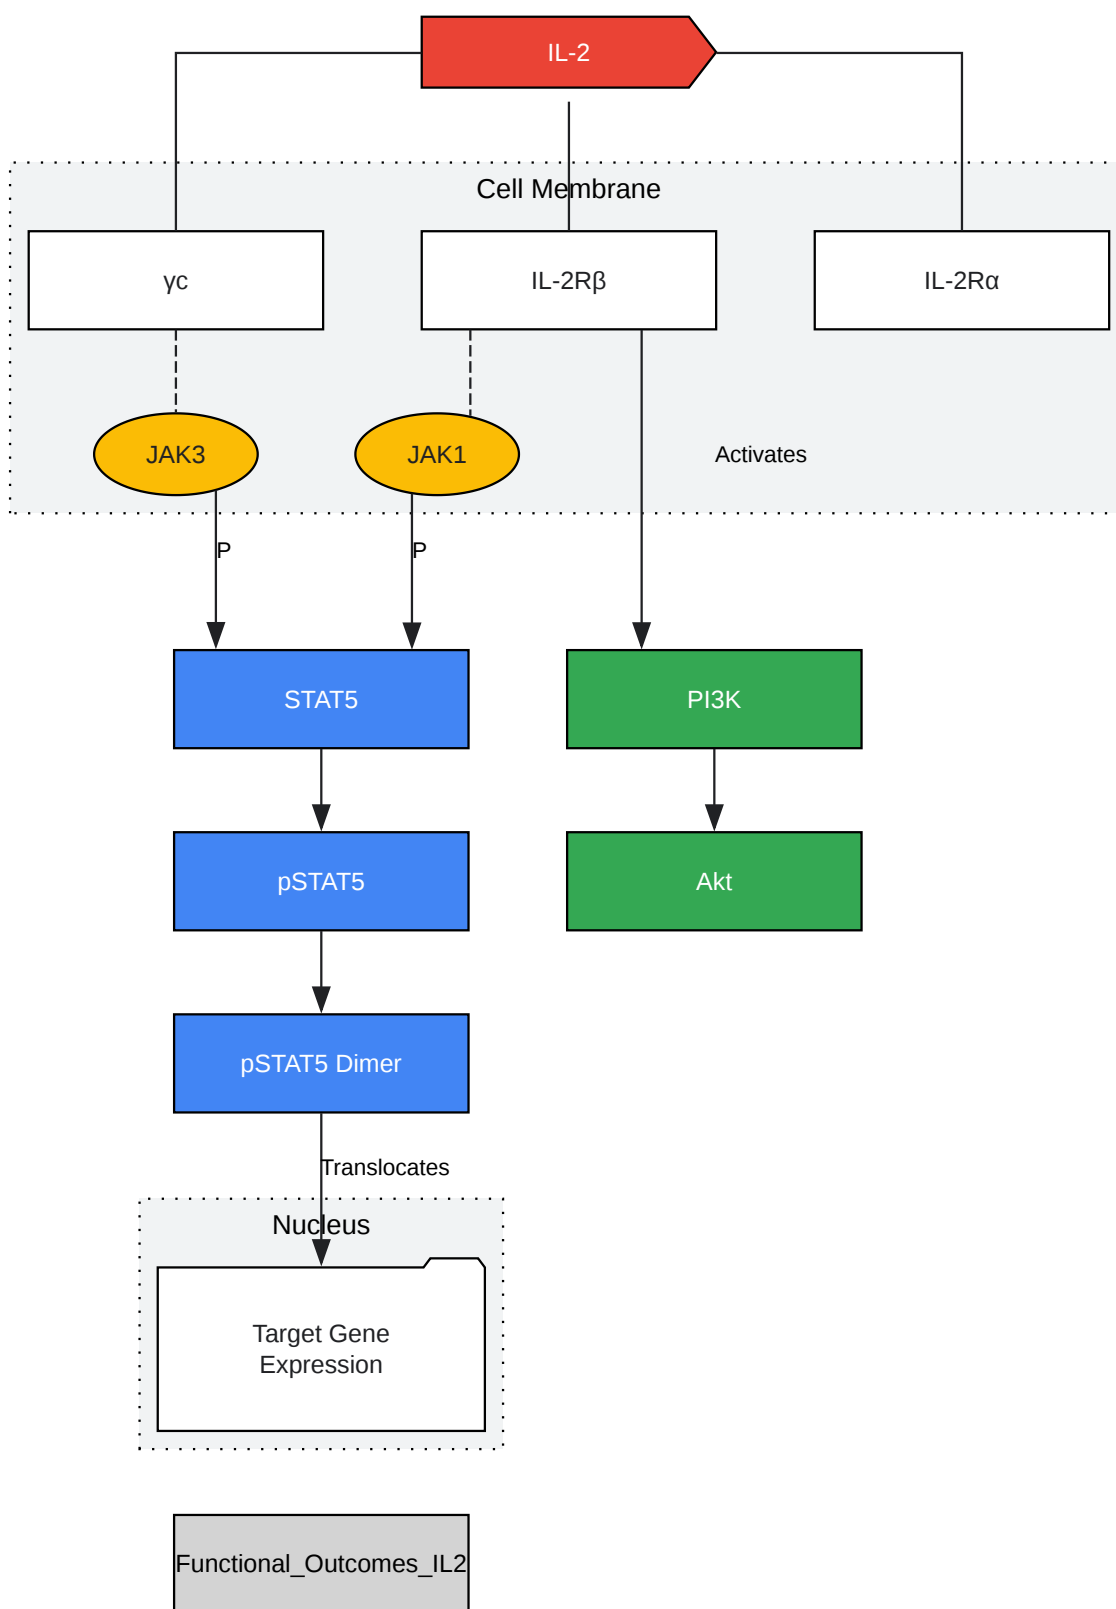 IL-2
Cell Membrane
γc
IL-2Rβ
IL-2Rα
JAK3
JAK1
Activates
P
P
STAT5
PI3K
pSTAT5
Akt
pSTAT5 Dimer
Translocates
Nucleus
Target Gene
Expression
Functional_Outcomes_IL2